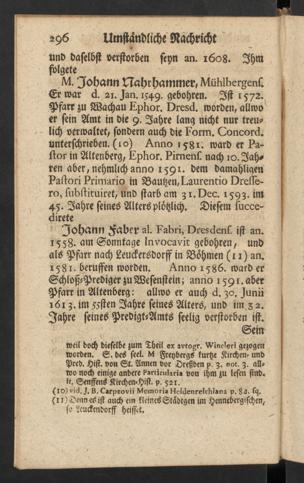 296 Umständliche Nachricht
und daselbst verstorben seyn an. 1608. Ihm
folgete
M. Johann Nahrhammer, Mühlbergens.
Er war d. 21. Jan. 1549. gebohren. Ist 1572.
Pfarr zu Wachau Ephor. Dresd. worden, allwo
er sein Amt in die 9. Jahre lang nicht nur treu-
lich verwaltet, sondern auch die Form. Concord.
unterschrieben. (10) Anno 1581. ward er Pa-
stor in Altenberg, Ephor. Pirnens. nach 10. Jah-
ren aber, nehmlich anno 1591. dem damahligen
Pastori Primario in Bautzen, Laurentio Dresse-
ro, substituiret, und starb am 31. Dec. 1593. im
45. Jahre seines Alters plötzlich. Diesem succe-
direte
Johann Faber al. Fabri, Dresdens. ist an.
1558. am Sonntage Invocavit gebohren, und
als Pfarr nach Leuckersdorff in Böhmen (11) an.
1581. beruffen worden. Anno 1586. ward er
Schloß-Prediger zu Wesenstein; anno 1591. aber
Pfarr in Altenberg: allwo er auch d. 30. Junii
1613. im 55sten Jahre seines Alters, und im 32.
Jahre seines Predigt-Amts seelig verstorben ist.
Sein
weil doch dieselbe zum Theil ex avtogr. Wincleri gezogen
worden. S. des seel. M Freybergs kurtze Kirchen- und
Pred. Hist. von St. Annen vor Dreßden p. 3. not. 3. all-
wo noch einige andere Particularia von ihm zu lesen sind.
it. Senffens Kirchen-Hist. p. 521.
(10) vid. J. B. Carpzovii Memoria Heldenreichiana p. 82. sq.
(11) Denn es ist auch ein kleines Städtgen im Hennebergischen,
so Leuckendorff heisset.